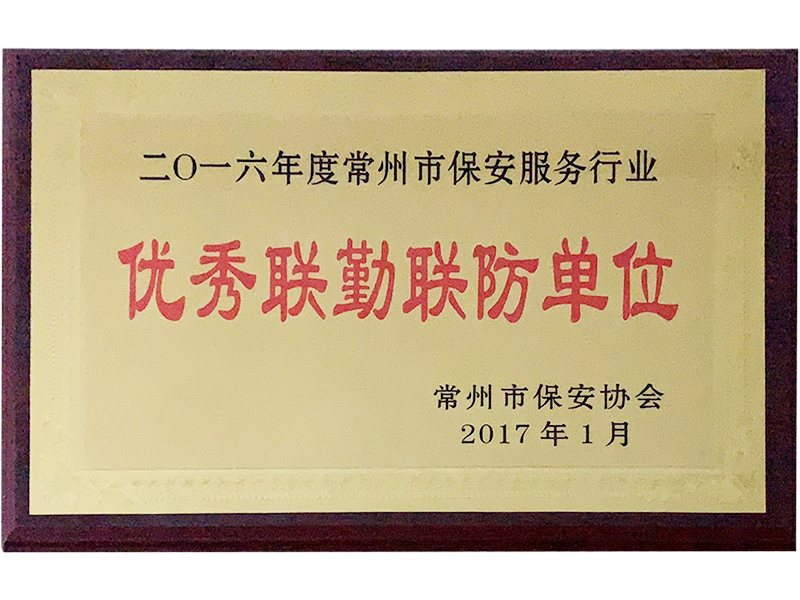 二〇一六年度常州市保安服务行业
优秀联勤联防单位
常州市保安协会
2017年1月